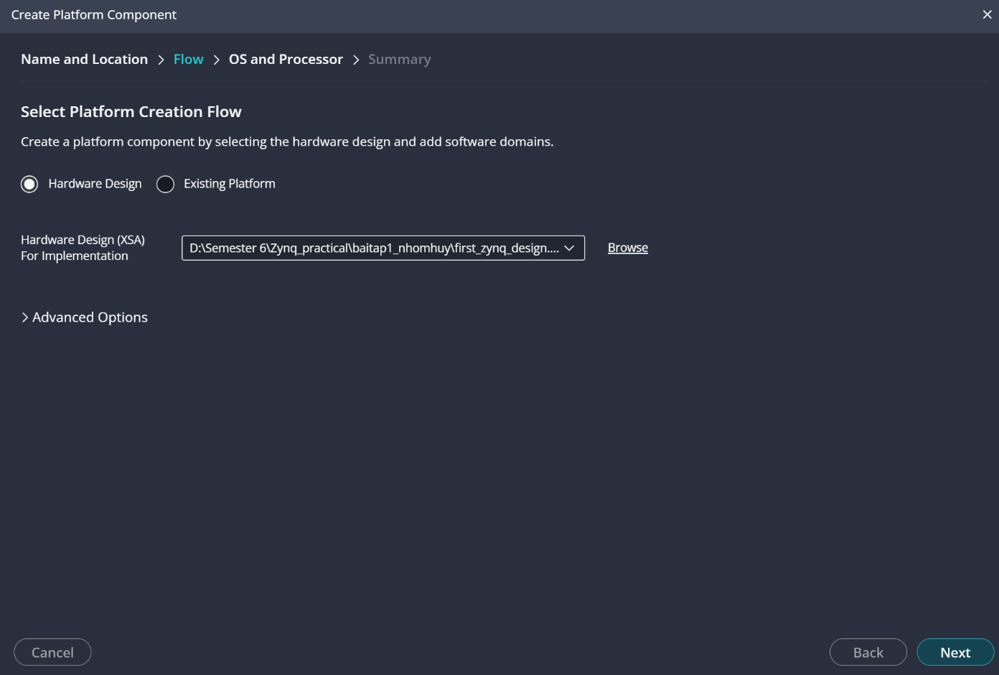 Create Platform Component
Name and Location > Flow > OS and Processor > Summary
Select Platform Creation Flow
Create a platform component by selecting the hardware design and add software domains.
Hardware Design Existing Platform
Hardware Design (XSA)
For Implementation
D:\Semester 6\Zynq_practical\baitap1_nhomhuy\first_zynq_design....
Browse
Advanced Options
Cancel Back Next